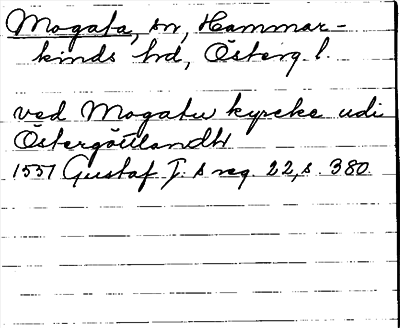 Mogata, sn, Hammar-
kinds hd, Österg. l.
ved Mogatu kyrcke udi
Östergöttlandh
1551 Gustaf I:s reg. 22, s. 380.